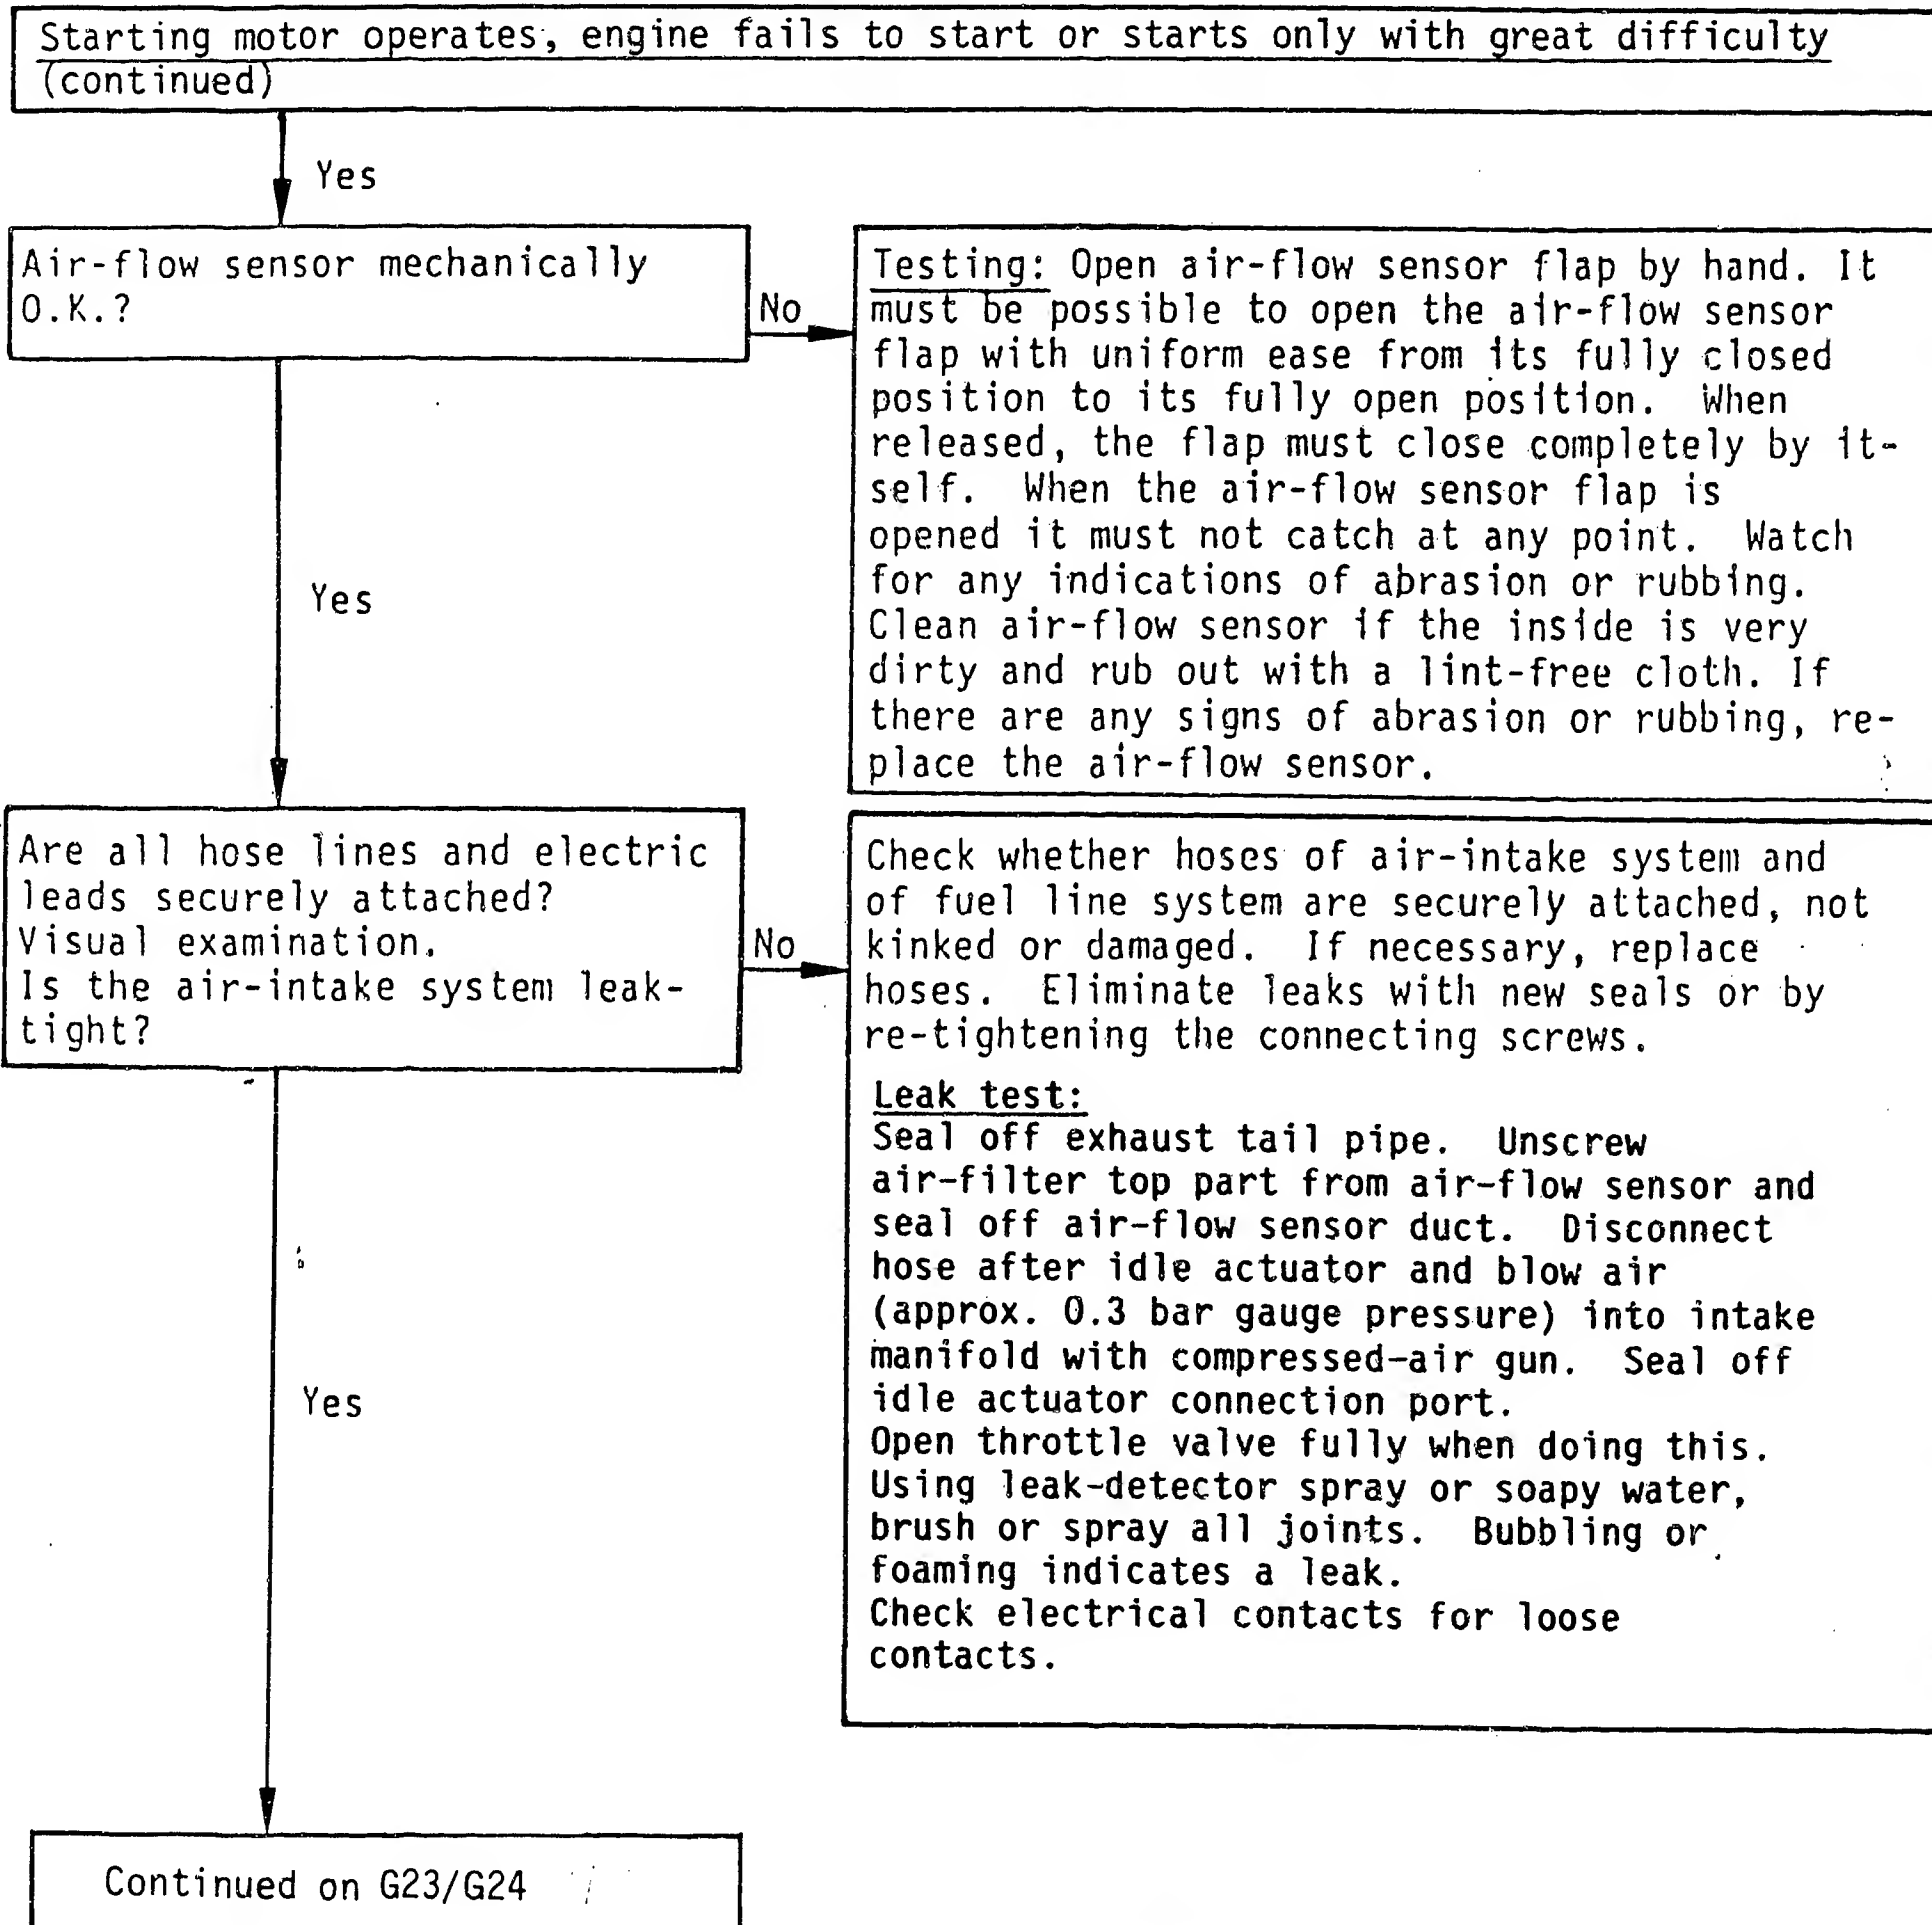 Starting motor operates, engine fails to start or starts only with great difficulty
(continued)
Yes
Air-flow sensor mechanically
O.K.?
No
Testing: Open air-flow sensor flap by hand. It
must be possible to open the air-flow sensor
flap with uniform ease from its fully closed
position to its fully open position. When
released, the flap must close completely by it-
self. When the air-flow sensor flap is
opened it must not catch at any point. Watch
for any indications of abrasion or rubbing.
Clean air-flow sensor if the inside is very
dirty and rub out with a lint-free cloth. If
there are any signs of abrasion or rubbing, re-
place the air-flow sensor.
Yes
Are all hose lines and electric
leads securely attached?
Visual examination.
Is the air-intake system leak-
tight?
No
Check whether hoses of air-intake system and
of fuel line system are securely attached, not
kinked or damaged. If necessary, replace
hoses. Eliminate leaks with new seals or by
re-tightening the connecting screws.
Leak test:
Seal off exhaust tail pipe. Unscrew
air-filter top part from air-flow sensor and
seal off air-flow sensor duct. Disconnect
hose after idle actuator and blow air
(approx. 0.3 bar gauge pressure) into intake
manifold with compressed-air gun. Seal off
idle actuator connection port.
Open throttle valve fully when doing this.
Using leak-detector spray or soapy water,
brush or spray all joints. Bubbling or
foaming indicates a leak.
Check electrical contacts for loose
contacts.
Yes
Continued on G23/G24